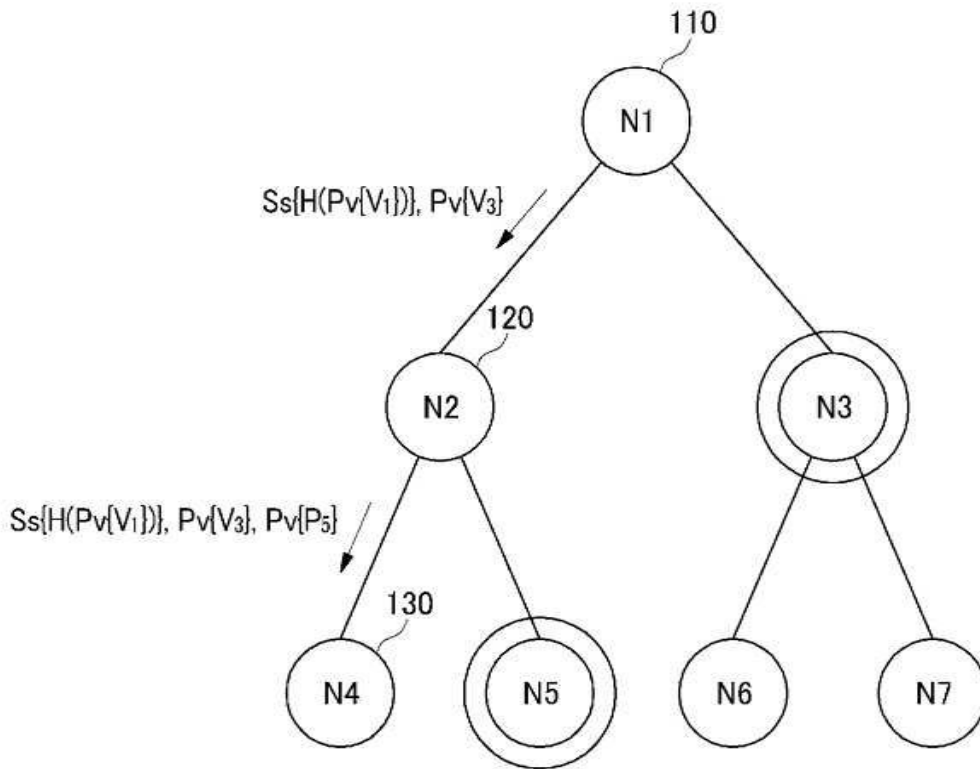 110
N1
Ss{H(Pv{V₁})}, Pv{V₃}
120
N2
N3
Ss{H(Pv{V₁})}, Pv{V₃}, Pv{P₅}
130
N4
N5
N6
N7